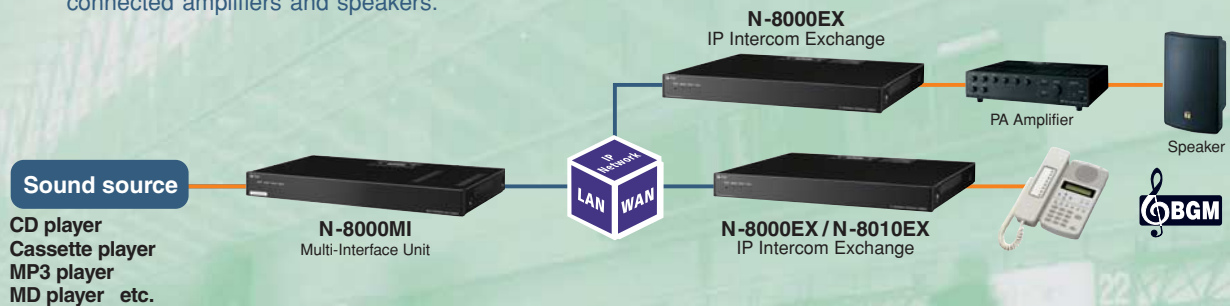 connected amplifiers and speakers.
N-8000EX
IP Intercom Exchange
PA Amplifier
Speaker
IP
Network
LAN
WAN
Sound source
CD player
Cassette player
MP3 player
MD player etc.
N-8000MI
Multi-Interface Unit
N-8000EX / N-8010EX
IP Intercom Exchange
BGM